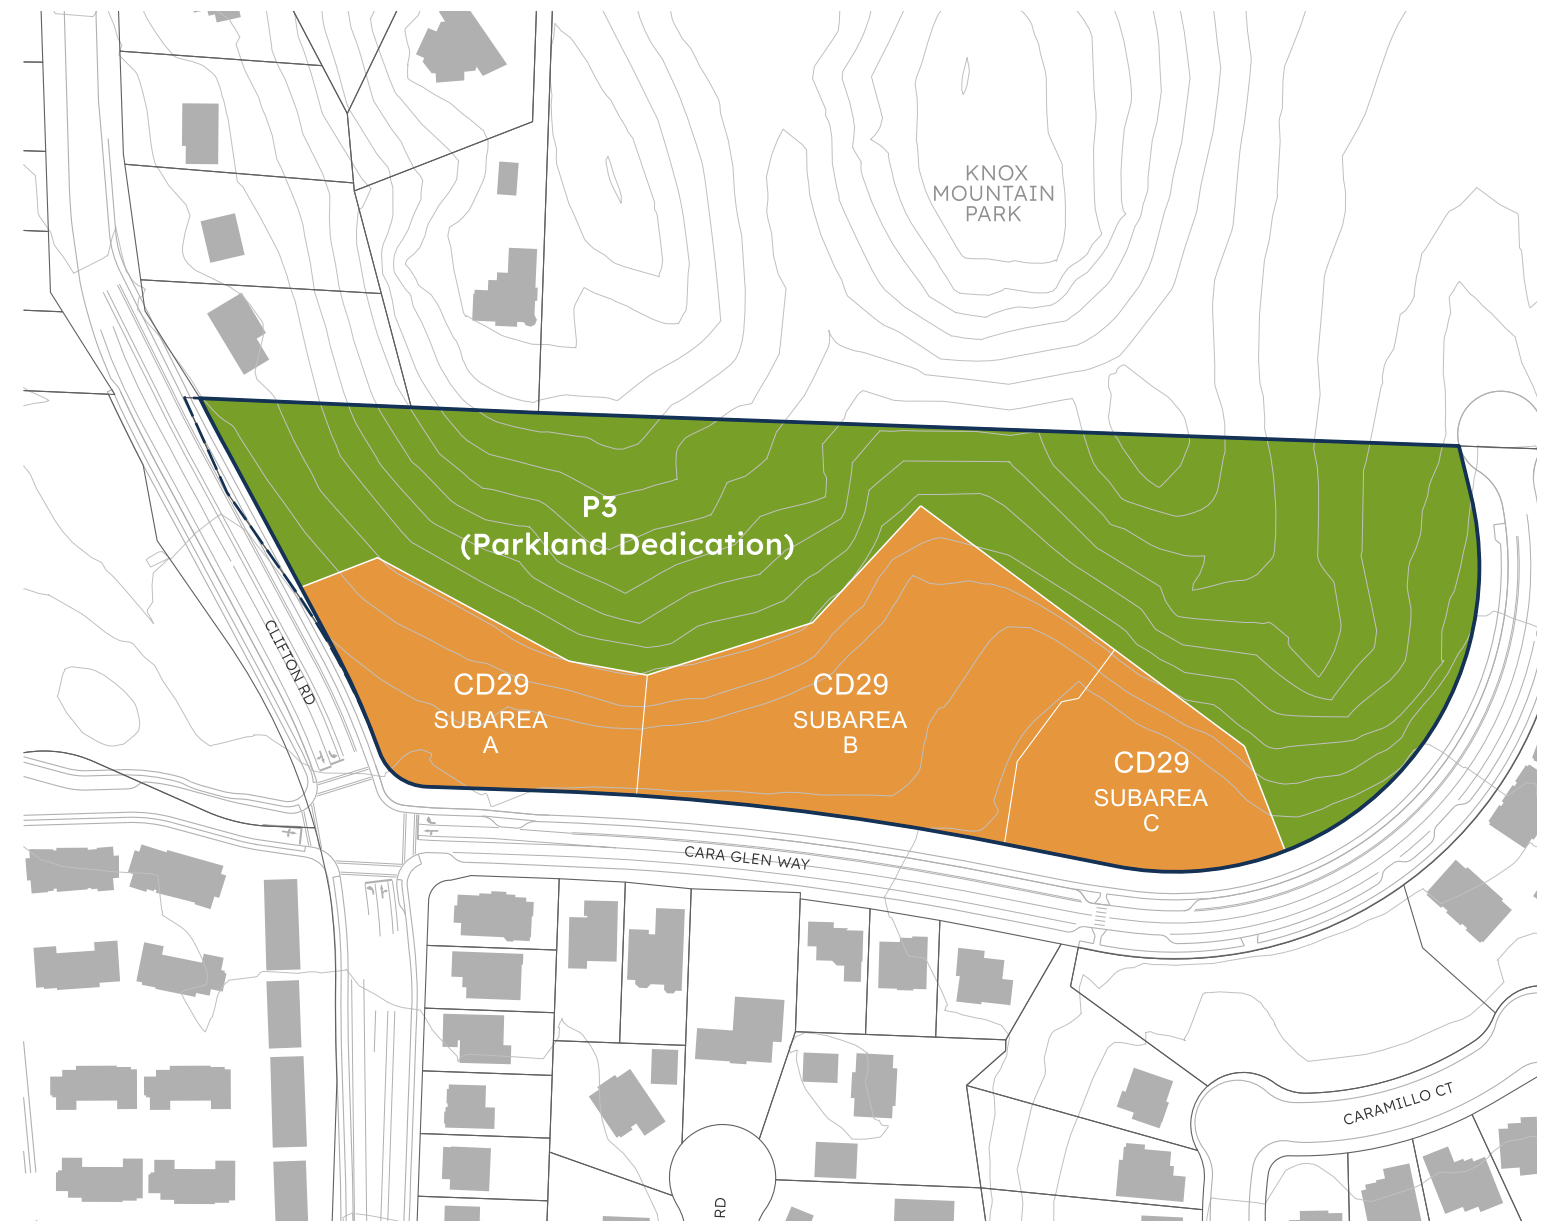 KNOX
MOUNTAIN
PARK
P3
(Parkland Dedication)
CLIFTON RD
CD29
SUBAREA
A
CD29
SUBAREA
B
CD29
SUBAREA
C
CARA GLEN WAY
CARAMILLO CT
RD